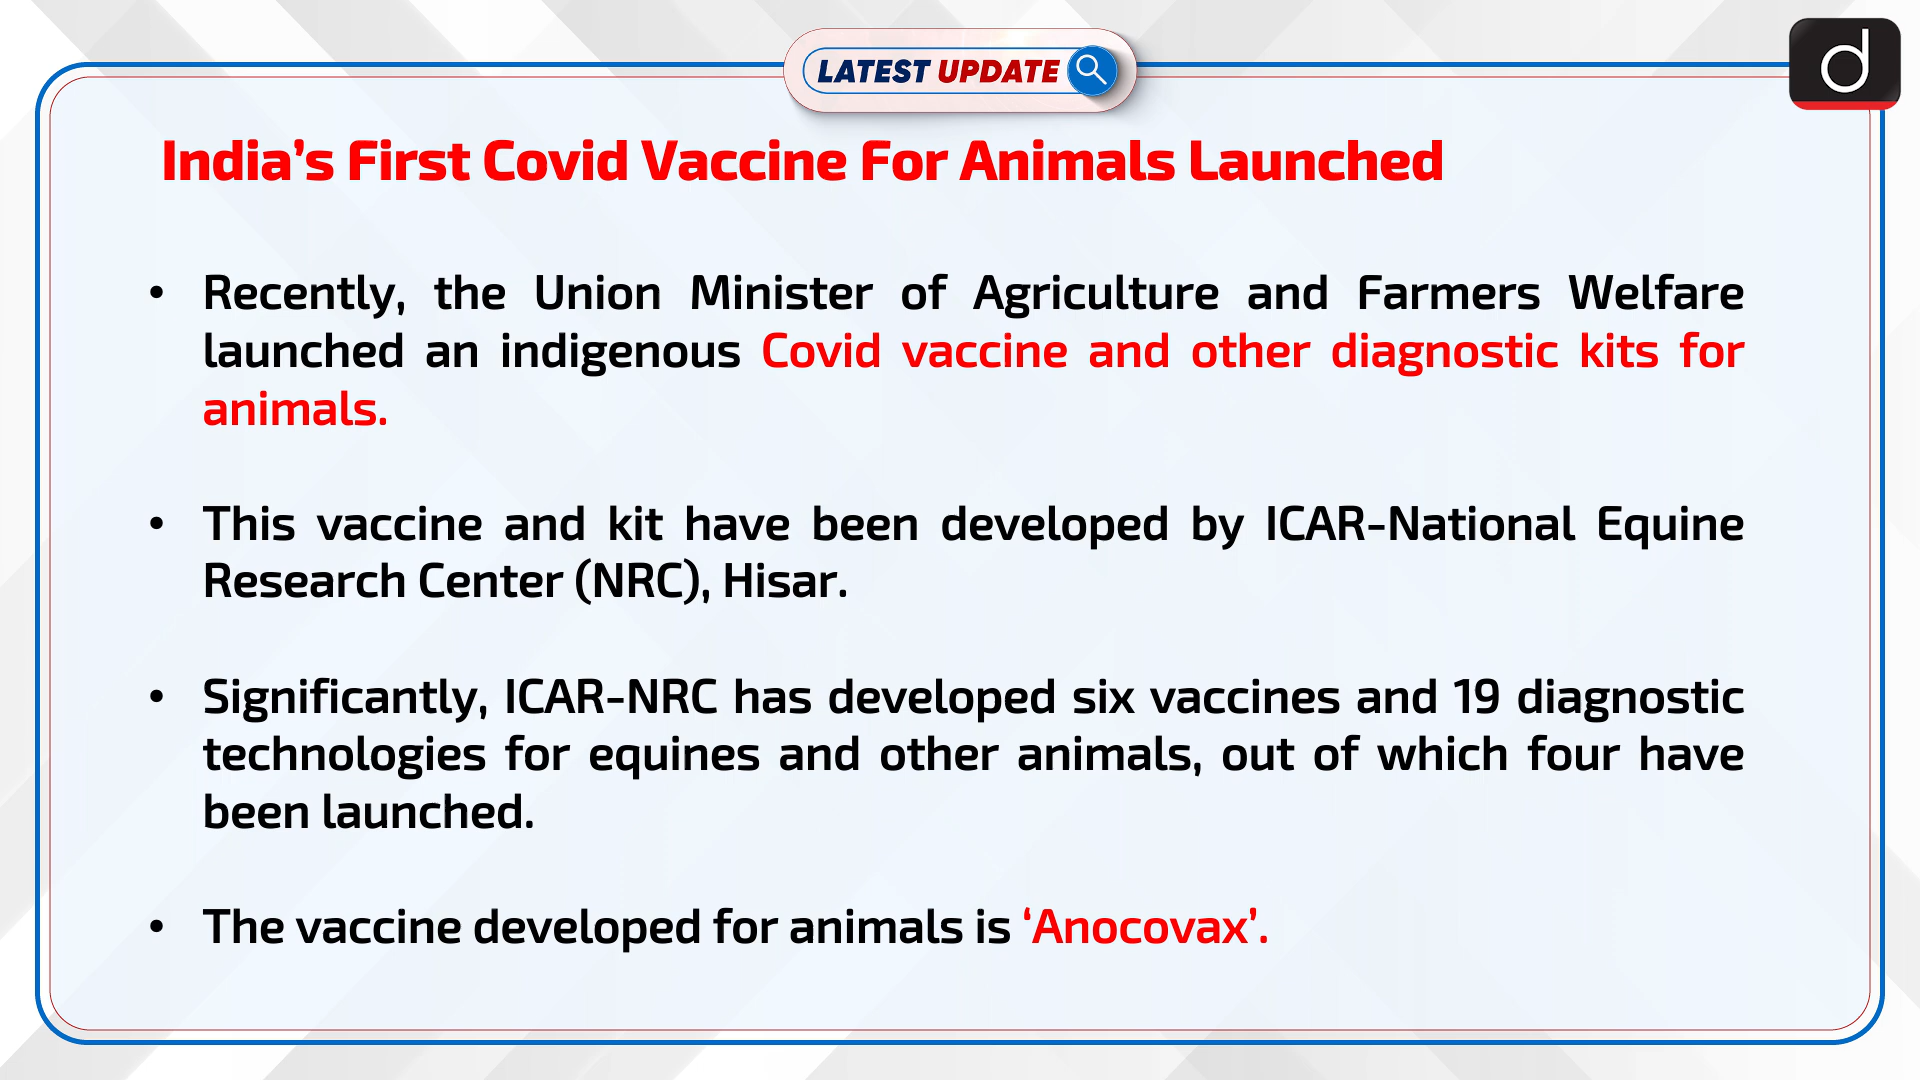 LATEST UPDATE
d
India’s First Covid Vaccine For Animals Launched
• Recently, the Union Minister of Agriculture and Farmers Welfare
launched an indigenous Covid vaccine and other diagnostic kits for
animals.
• This vaccine and kit have been developed by ICAR-National Equine
Research Center (NRC), Hisar.
• Significantly, ICAR-NRC has developed six vaccines and 19 diagnostic
technologies for equines and other animals, out of which four have
been launched.
• The vaccine developed for animals is ‘Anocovax’.